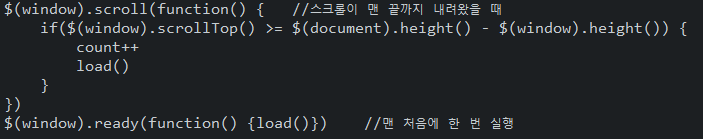 $(window).scroll(function() {   //스크롤이 맨 끝까지 내려왔을 때
    if($(window).scrollTop() >= $(document).height() - $(window).height()) {
        count++
        load()
    }
})
$(window).ready(function() {load()})    //맨 처음에 한 번 실행